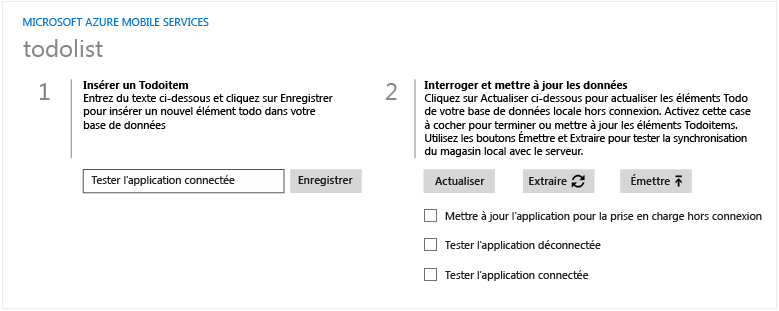 MICROSOFT AZURE MOBILE SERVICES
todolist
1
Insérer un Todoitem
Entrez du texte ci-dessous et cliquez sur Enregistrer
pour insérer un nouvel élément todo dans votre
base de données
Tester l'application connectée
Enregistrer
2
Interroger et mettre à jour les données
Cliquez sur Actualiser ci-dessous pour actualiser les éléments Todo
de votre base de données locale hors connexion. Activez cette case
à cocher pour terminer ou mettre à jour les éléments Todoitems.
Utilisez les boutons Émettre et Extraire pour tester la synchronisation
du magasin local avec le serveur.
Actualiser
Extraire
Émettre
Mettre à jour l'application pour la prise en charge hors connexion
Tester l'application déconnectée
Tester l'application connectée